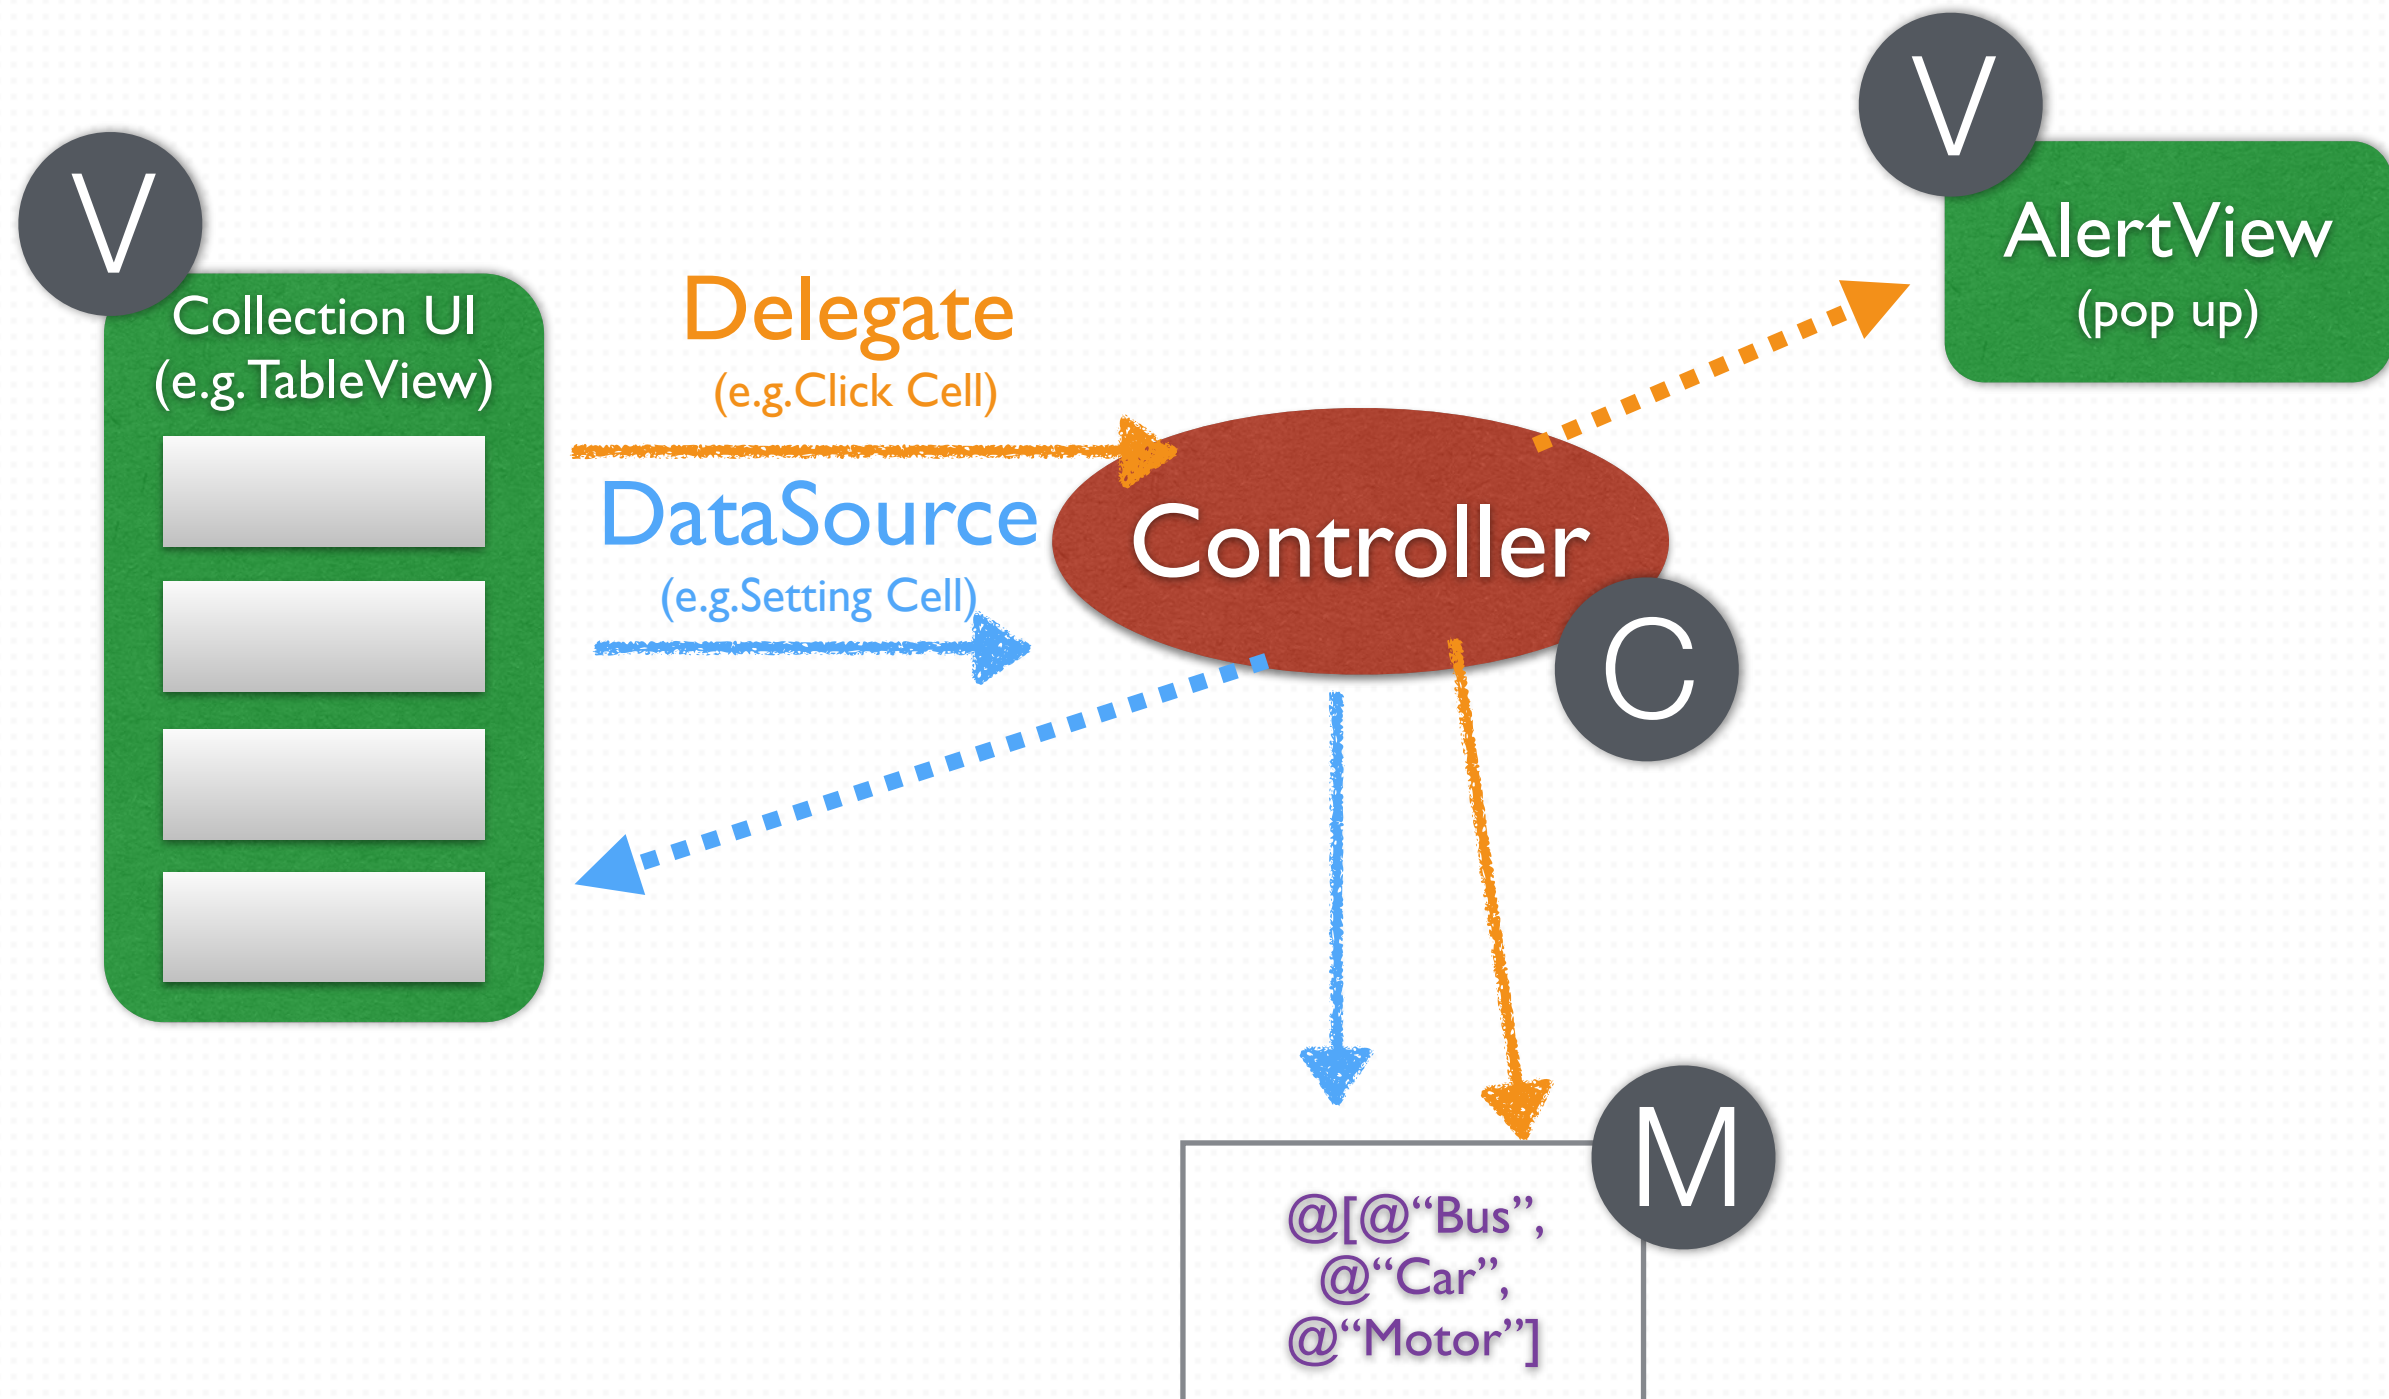 V
Collection UI
(e.g.TableView)
Delegate
(e.g.Click Cell)
DataSource
(e.g.Setting Cell)
Controller
C
V
AlertView
(pop up)
M
@[@“Bus”,
@“Car”,
@“Motor”]